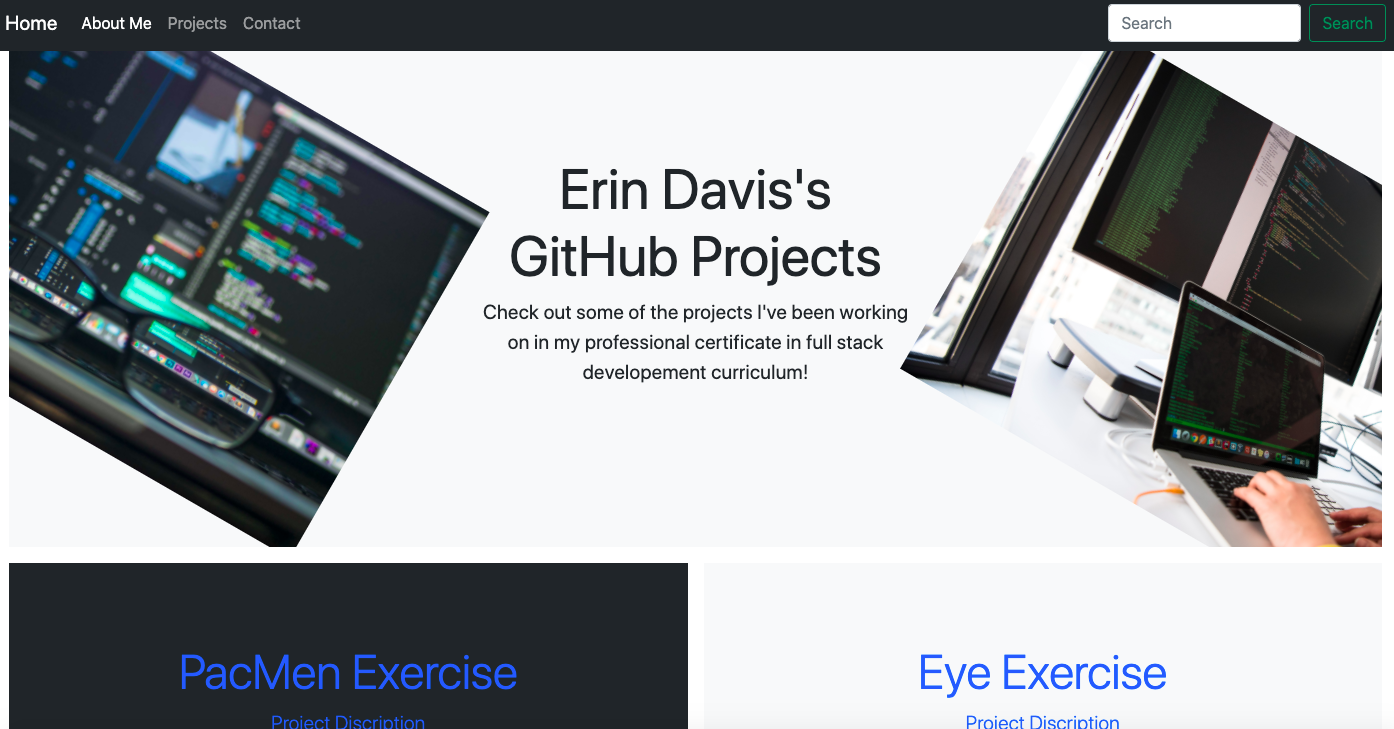 Home About Me Projects Contact Search Search
Erin Davis's
GitHub Projects
Check out some of the projects I've been working
on in my professional certificate in full stack
developement curriculum!
PacMen Exercise
Eye Exercise
Project Discription
Project Discription